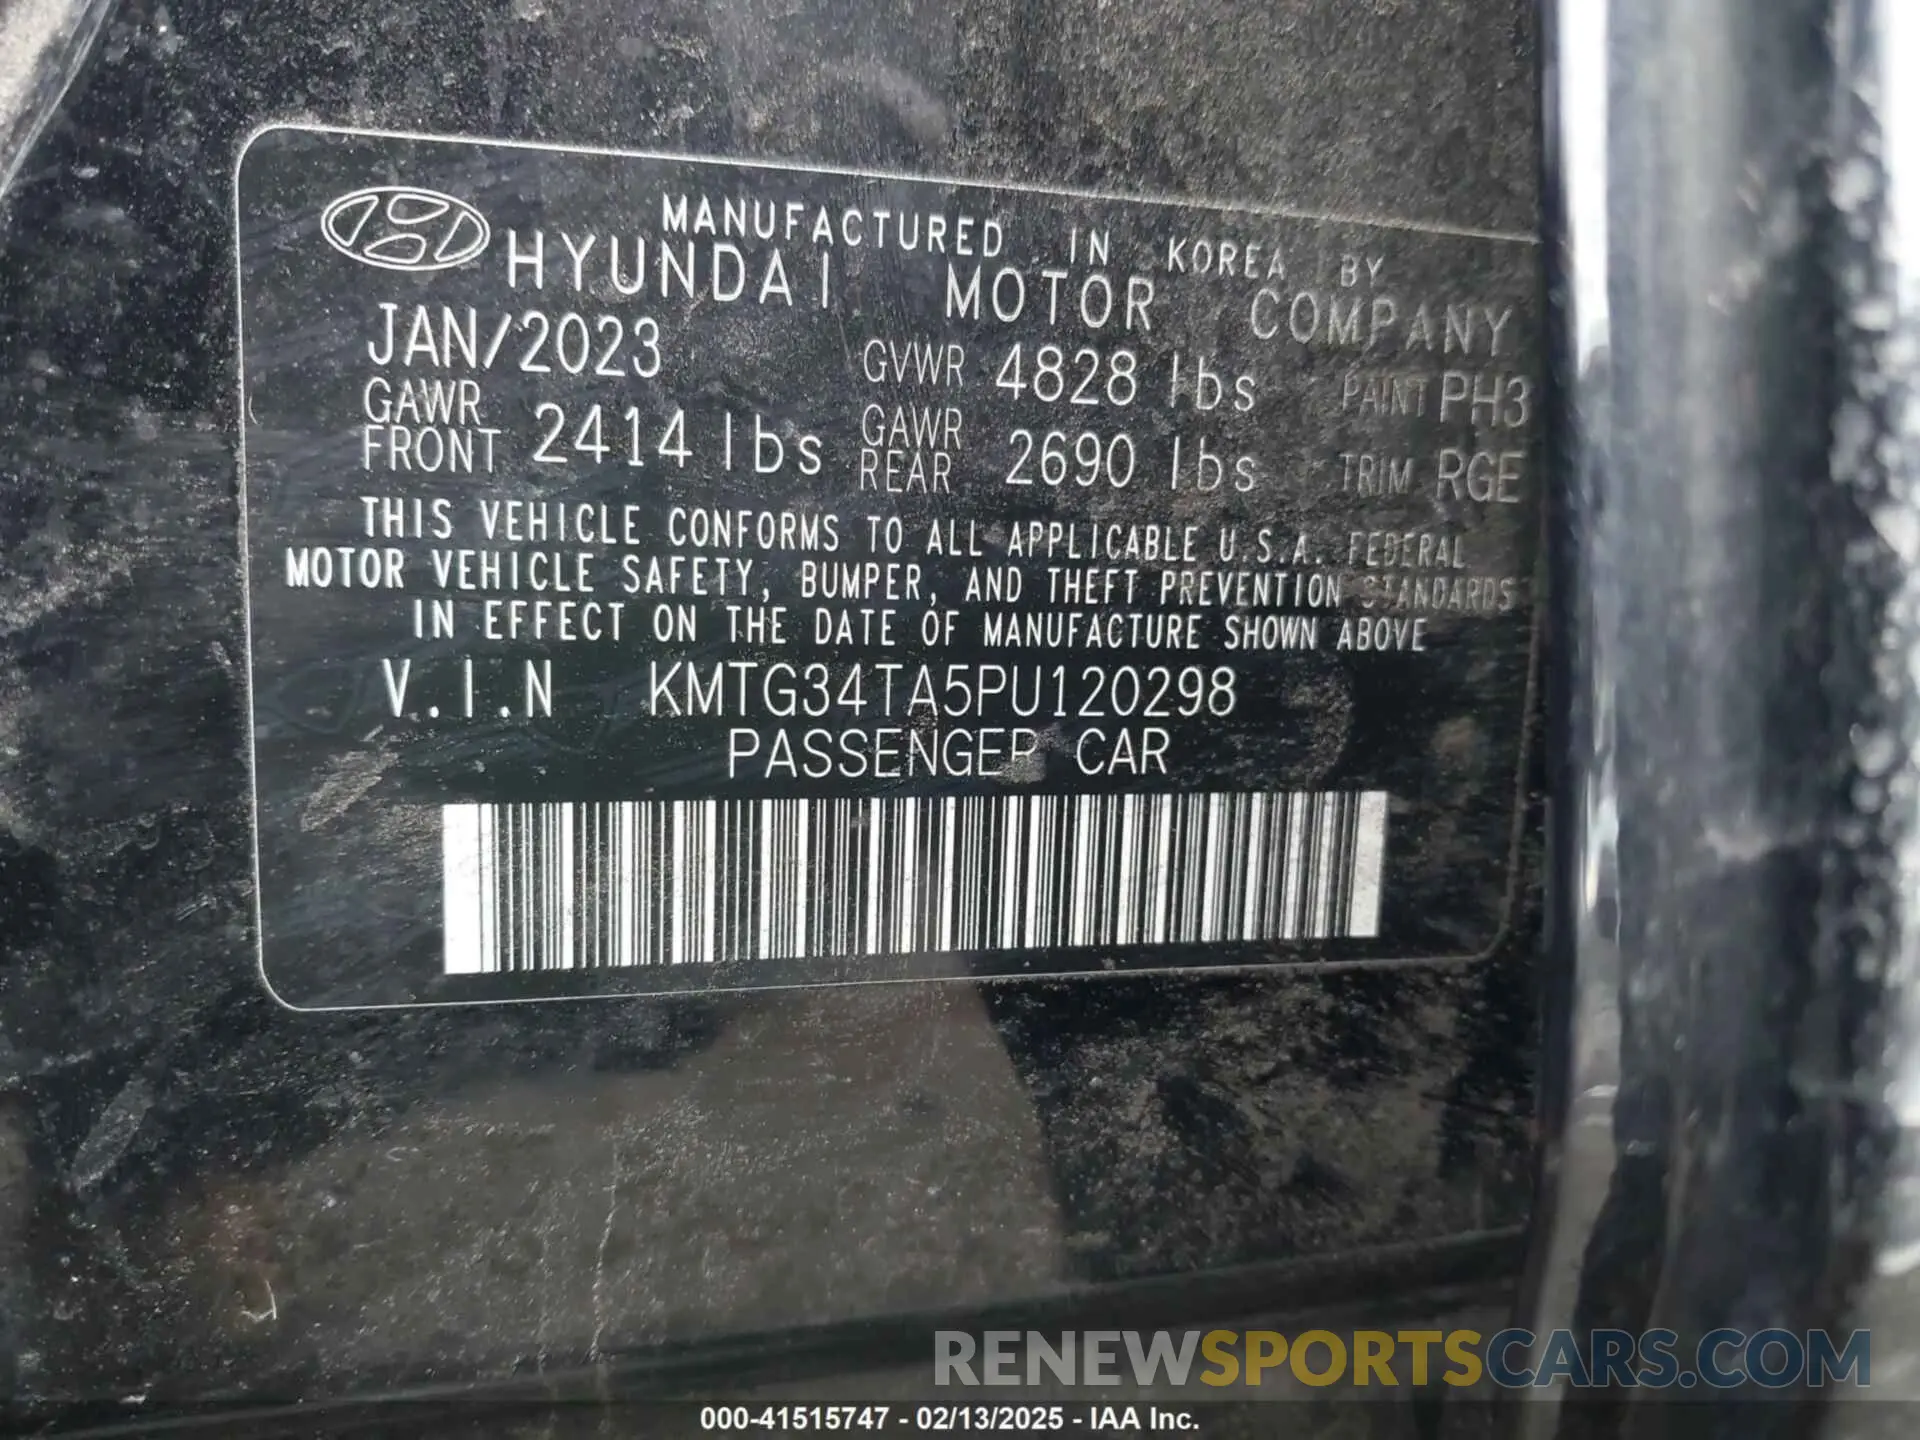 MANUFACTURED IN KOREA BY
HYUNDAI MOTOR COMPANY
JAN/2023 GVWR 4828 lbs PAINT PH3
GAWR FRONT 2414 lbs GAWR REAR 2690 lbs TRIM RGE
THIS VEHICLE CONFORMS TO ALL APPLICABLE U.S.A. FEDERAL
MOTOR VEHICLE SAFETY, BUMPER, AND THEFT PREVENTION STANDARDS
IN EFFECT ON THE DATE OF MANUFACTURE SHOWN ABOVE
V.I.N KMTG34TA5PU120298
PASSENGER CAR
RENEWSPORTSCARS.COM
000-41515747 - 02/13/2025 - IAA Inc.